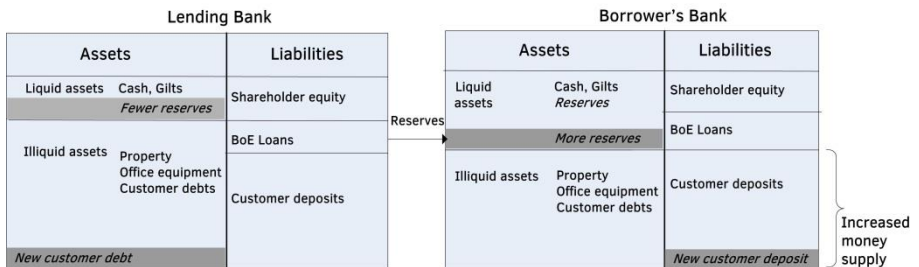 Lending Bank
Assets
Liabilities
Liquid assets
Cash, Gilts
Fewer reserves
Shareholder equity
BoE Loans
Illiquid assets
Property
Office equipment
Customer debts
Customer deposits
New customer debt
Reserves
Borrower's Bank
Assets
Liabilities
Liquid
assets
Cash, Gilts
Reserves
More reserves
Shareholder equity
BoE Loans
Illiquid assets
Property
Office equipment
Customer debts
Customer deposits
New customer deposit
Increased
money
supply